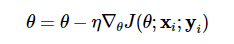 θ = θ − η∇θJ(θ; xi; yi)